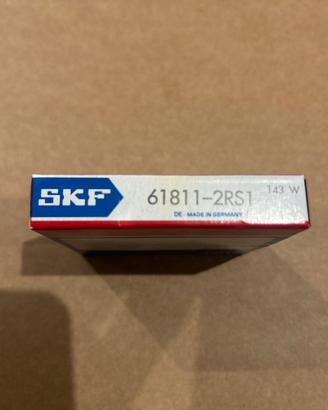 SKF
61811-2RS1
143 W
DE - MADE IN GERMANY